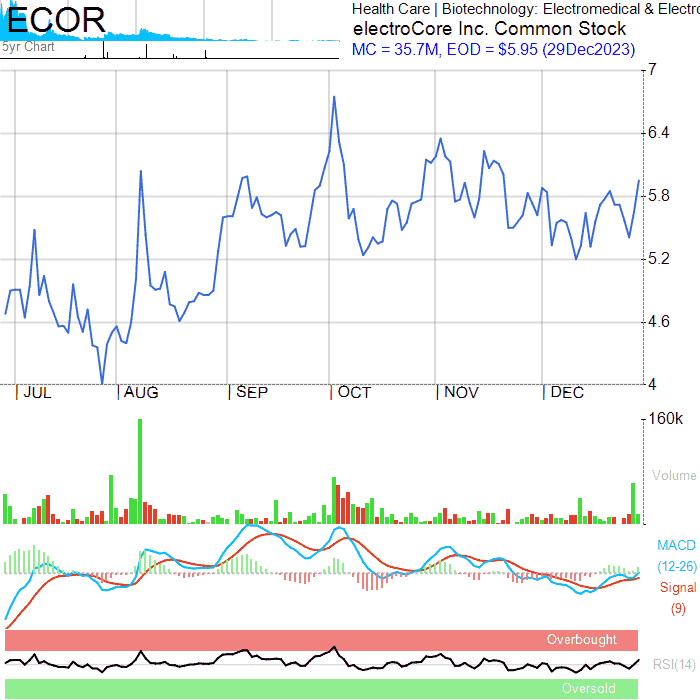 ECOR
5yr Chart
Health Care | Biotechnology: Electromedical & Electro
electroCore Inc. Common Stock
MC = 35.7M, EOD = $5.95 (29Dec2023)
7
6.4
5.8
5.2
4.6
4
| JUL | AUG | SEP | OCT | NOV | DEC
160k
Volume
MACD
(12-26)
Signal
(9)
Overbought
RSI(14)
Oversold